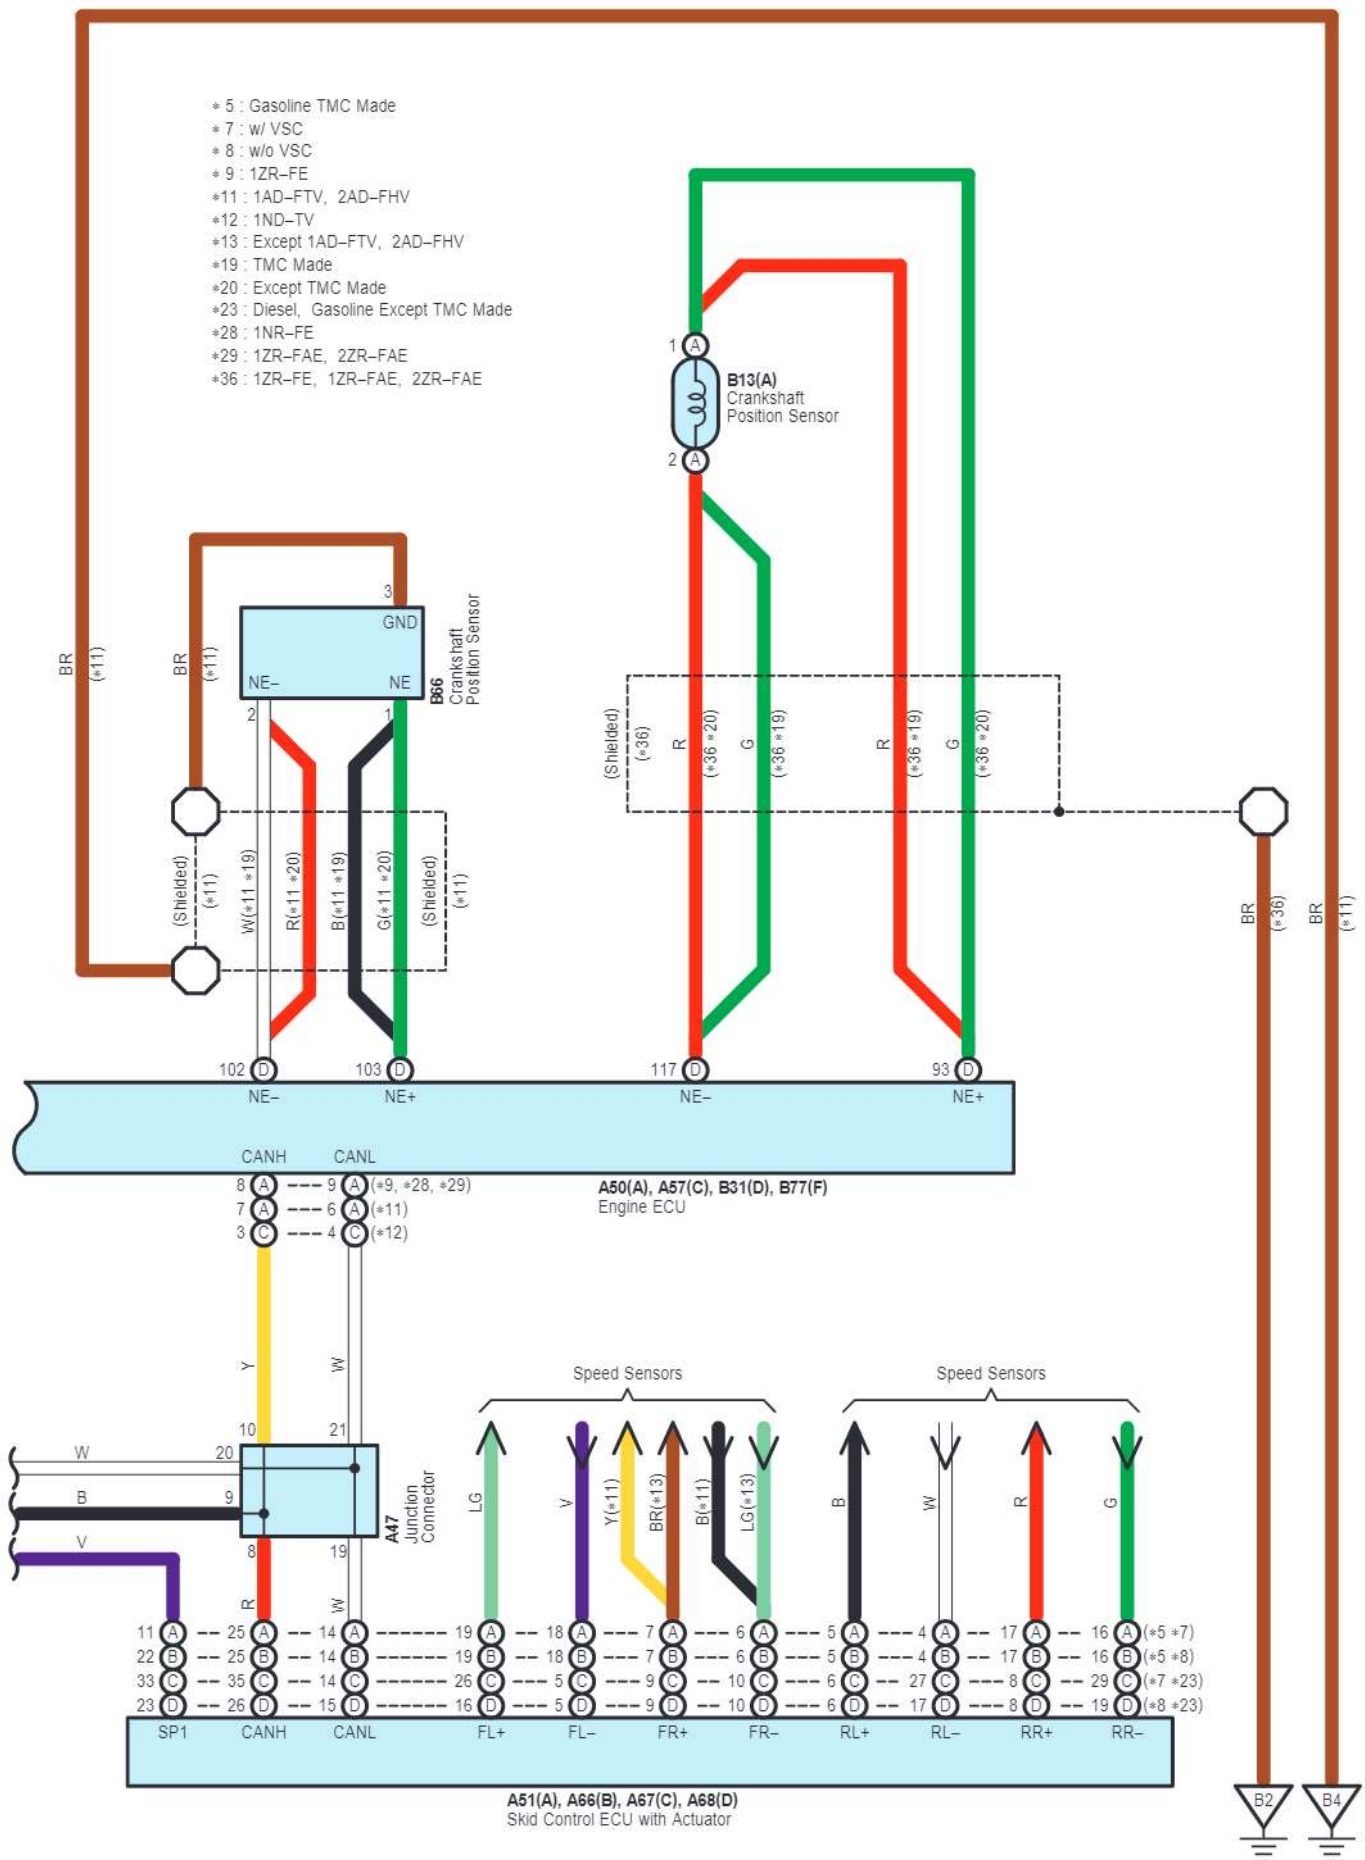 * 5 : Gasoline TMC Made
* 7 : w/ VSC
* 8 : w/o VSC
* 9 : 1ZR–FE
*11 : 1AD–FTV, 2AD–FHV
*12 : 1ND–TV
*13 : Except 1AD–FTV, 2AD–FHV
*19 : TMC Made
*20 : Except TMC Made
*23 : Diesel, Gasoline Except TMC Made
*28 : 1NR–FE
*29 : 1ZR–FAE, 2ZR–FAE
*36 : 1ZR–FE, 1ZR–FAE, 2ZR–FAE
1 A
B13(A)
Crankshaft
Position Sensor
2 A
3
GND
NE– NE
B66
Crankshaft
Position Sensor
2 1
BR
(*11)
BR
(*11)
(Shielded)
(*11)
W(*11 *19)
R(*11 *20)
B(*11 *19)
G(*11 *20)
(Shielded)
(*11)
(Shielded)
(*36)
R
(*36 *20)
G
(*36 *19)
R
(*36 *19)
G
(*36 *20)
BR
(*36)
BR
(*11)
102 D 103 D 117 D 93 D
NE– NE+ NE– NE+
CANH CANL
8 A 9 A (*9, *28, *29)
7 A 6 A (*11)
3 C 4 C (*12)
A50(A), A57(C), B31(D), B77(F)
Engine ECU
Y
W
10 21
W 20
B 9
V
8 19
A47
Junction
Connector
R
W
Speed Sensors
Speed Sensors
LG
V
Y(*11)
BR(*13)
B(*11)
LG(*13)
B
W
R
G
11 A 25 A 14 A 19 A 18 A 7 A 6 A 5 A 4 A 17 A 16 A (*5 *7)
22 B 25 B 14 B 19 B 18 B 7 B 6 B 5 B 4 B 17 B 16 B (*5 *8)
33 C 35 C 14 C 26 C 5 C 9 C 10 C 6 C 27 C 8 C 29 C (*7 *23)
23 D 26 D 15 D 16 D 5 D 9 D 10 D 6 D 17 D 8 D 19 D (*8 *23)
SP1 CANH CANL FL+ FL– FR+ FR– RL+ RL– RR+ RR–
A51(A), A66(B), A67(C), A68(D)
Skid Control ECU with Actuator
B2 B4